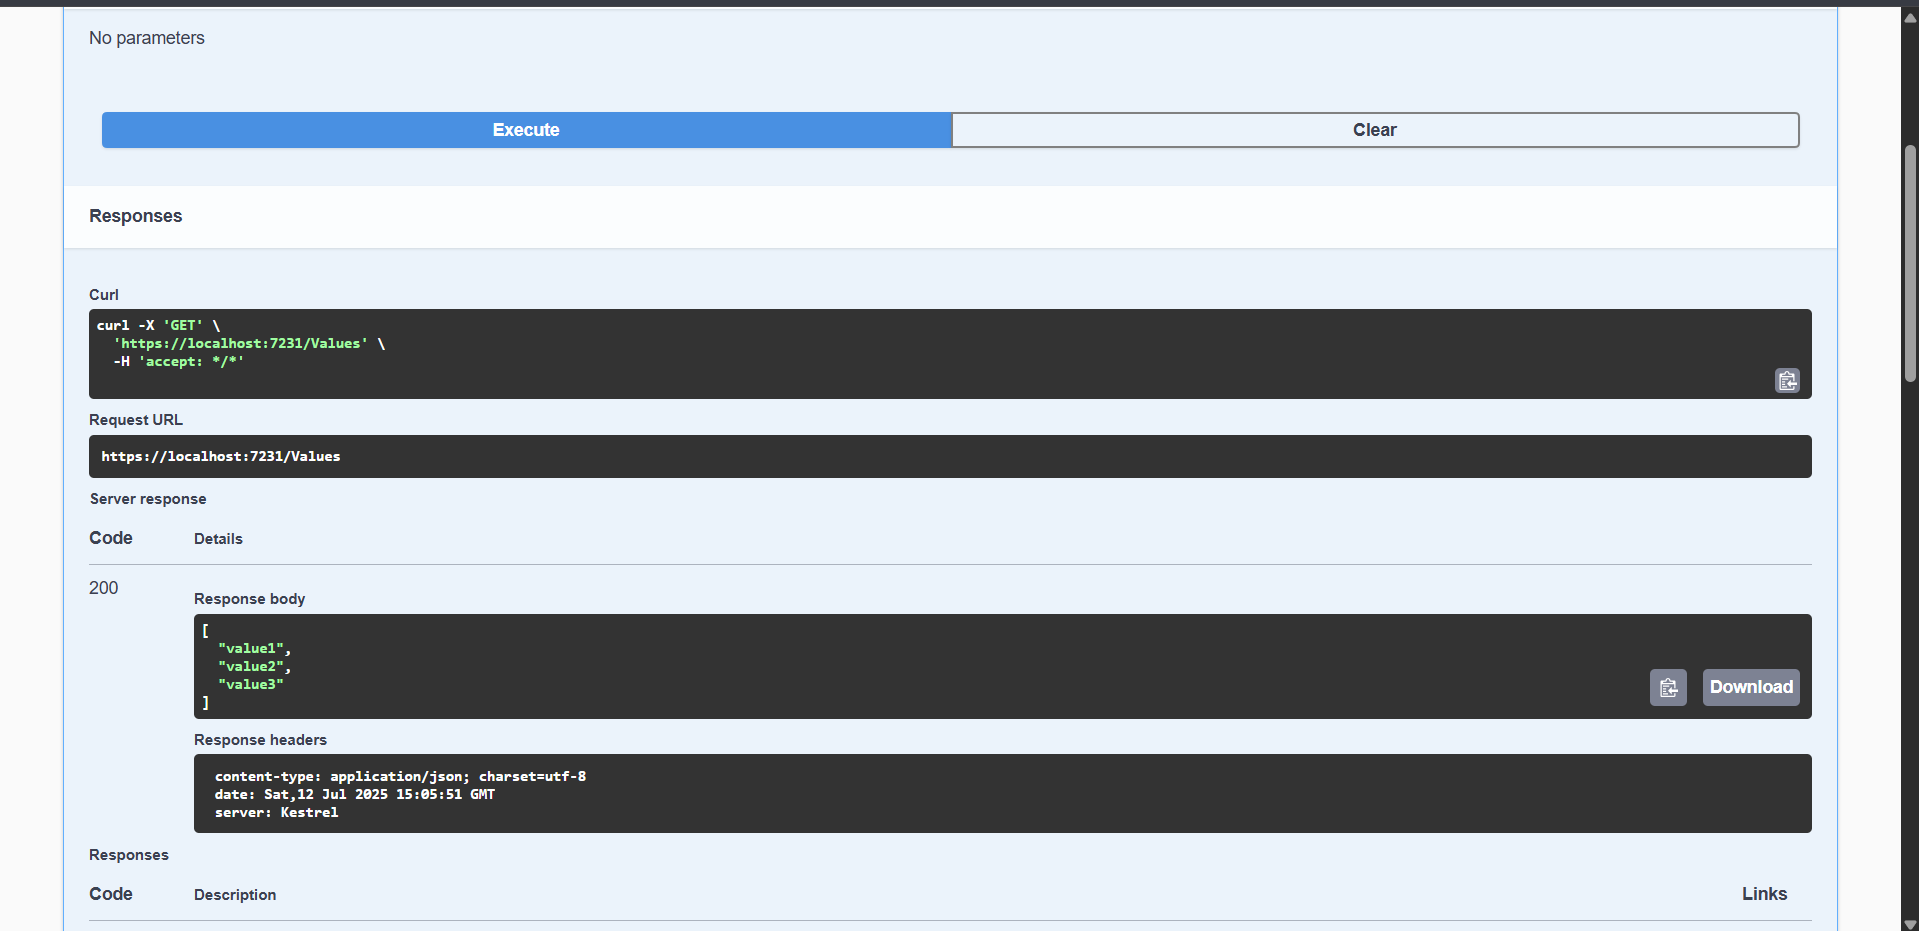 No parameters
Execute
Clear
Responses
Curl
curl -X 'GET' \
  'https://localhost:7231/Values' \
  -H 'accept: */*'
Request URL
https://localhost:7231/Values
Server response
Code Details
200
Response body
[
  "value1",
  "value2",
  "value3"
]
Download
Response headers
content-type: application/json; charset=utf-8
date: Sat,12 Jul 2025 15:05:51 GMT
server: Kestrel
Responses
Code Description Links